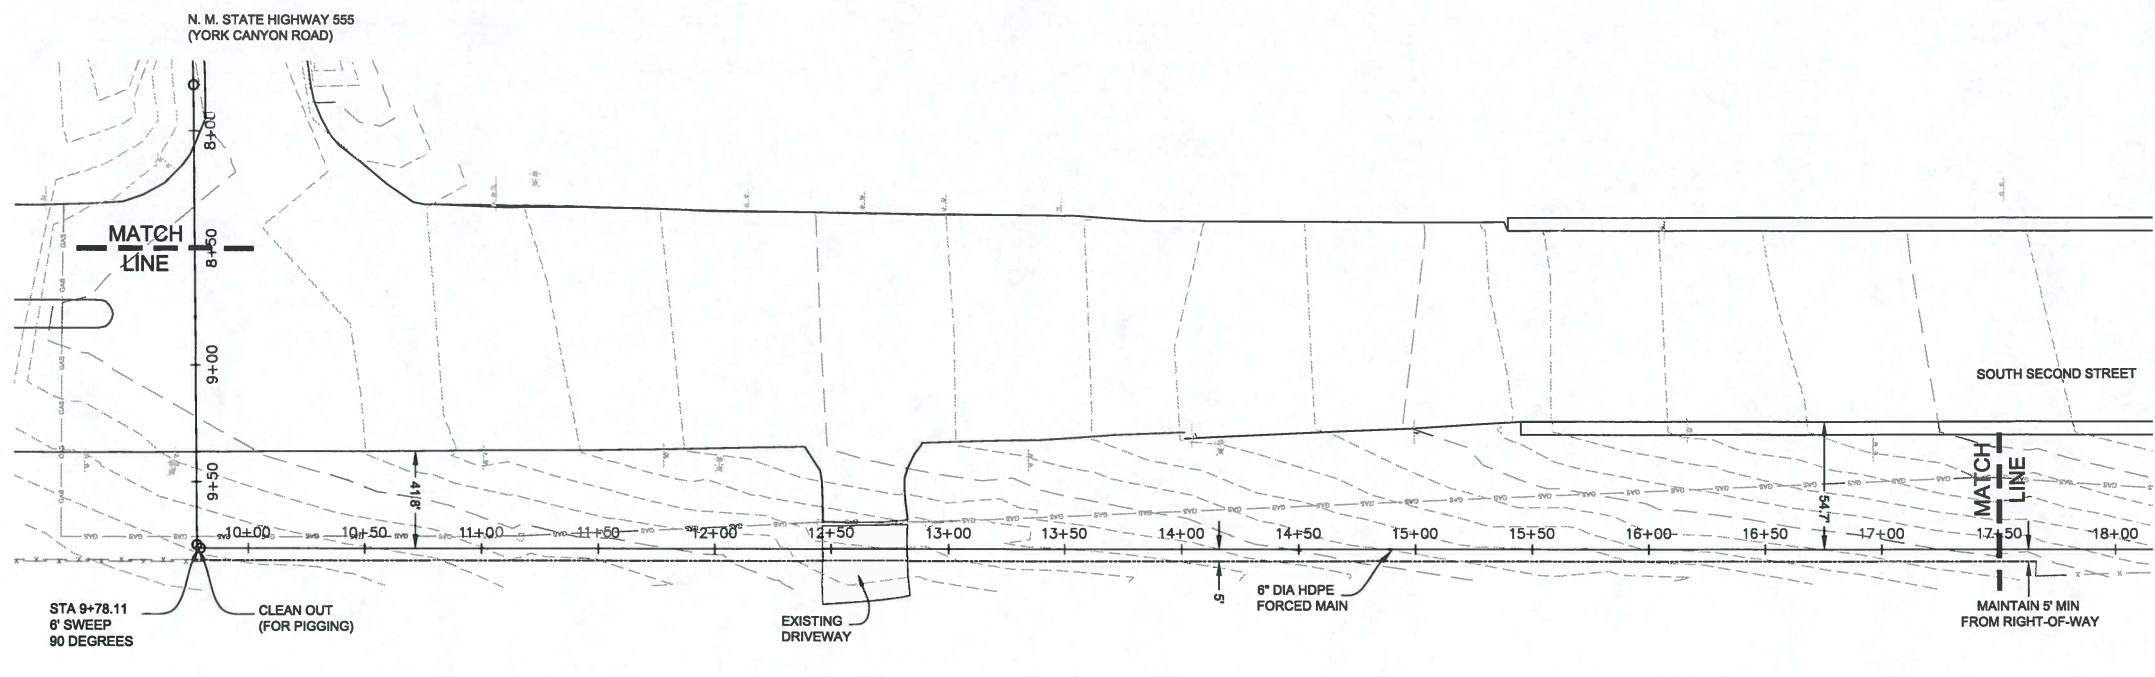 N. M. STATE HIGHWAY 555
(YORK CANYON ROAD)
8+00
MATCH
LINE
8+50
9+00
9+50
SOUTH SECOND STREET
41'8"
54.7'
MATCH
LINE
10+00
10+50
11+00
11+50
12+00
12+50
13+00
13+50
14+00
14+50
15+00
15+50
16+00
16+50
17+00
17+50
18+00
GAS
STA 9+78.11
6' SWEEP
90 DEGREES
CLEAN OUT
(FOR PIGGING)
EXISTING
DRIVEWAY
5'
6" DIA HDPE
FORCED MAIN
MAINTAIN 5' MIN
FROM RIGHT-OF-WAY